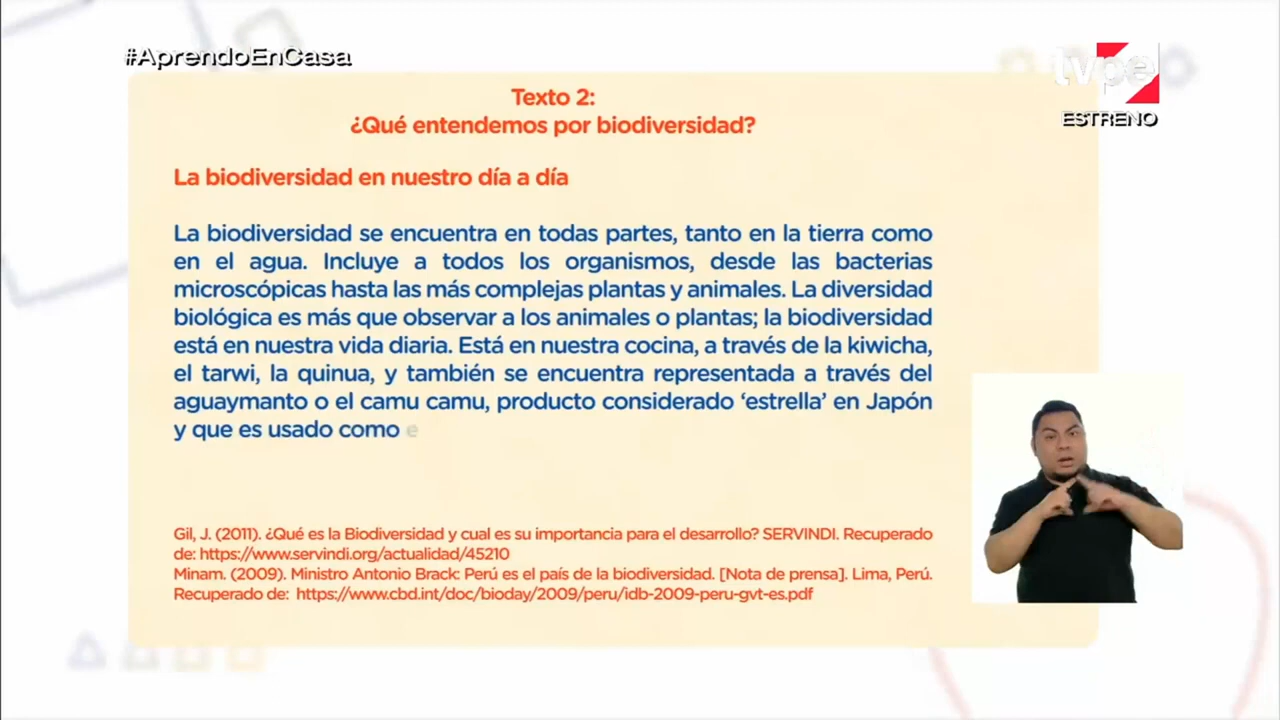 #AprendoEnCasa
tvpe
ESTRENO
Texto 2:
¿Qué entendemos por biodiversidad?
La biodiversidad en nuestro día a día
La biodiversidad se encuentra en todas partes, tanto en la tierra como
en el agua. Incluye a todos los organismos, desde las bacterias
microscópicas hasta las más complejas plantas y animales. La diversidad
biológica es más que observar a los animales o plantas; la biodiversidad
está en nuestra vida diaria. Está en nuestra cocina, a través de la kiwicha,
el tarwi, la quinua, y también se encuentra representada a través del
aguaymanto o el camu camu, producto considerado ‘estrella’ en Japón
y que es usado como e
Gil, J. (2011). ¿Qué es la Biodiversidad y cual es su importancia para el desarrollo? SERVINDI. Recuperado
de: https://www.servindi.org/actualidad/45210
Minam. (2009). Ministro Antonio Brack: Perú es el país de la biodiversidad. [Nota de prensa]. Lima, Perú.
Recuperado de: https://www.cbd.int/doc/bioday/2009/peru/idb-2009-peru-gvt-es.pdf